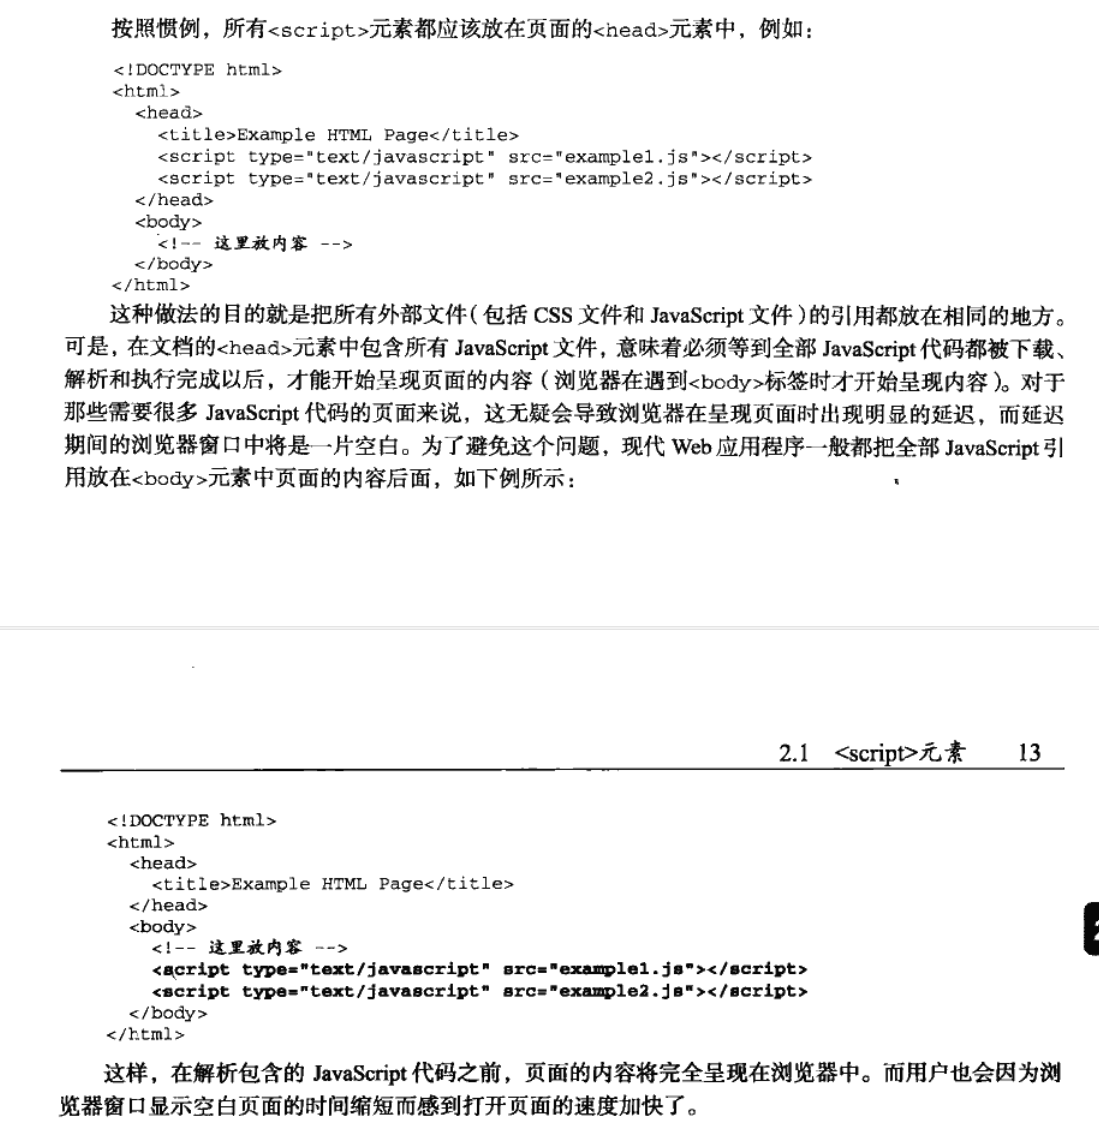 按照惯例，所有<script>元素都应该放在页面的<head>元素中，例如：
<!DOCTYPE html>
<html>
<head>
<title>Example HTML Page</title>
<script type="text/javascript" src="example1.js"></script>
<script type="text/javascript" src="example2.js"></script>
</head>
<body>
<!-- 这里放内容 -->
</body>
</html>
这种做法的目的就是把所有外部文件（包括 CSS 文件和 JavaScript 文件）的引用都放在相同的地方。
可是，在文档的<head>元素中包含所有 JavaScript 文件，意味着必须等到全部 JavaScript 代码都被下载、
解析和执行完成以后，才能开始呈现页面的内容（浏览器在遇到<body>标签时才开始呈现内容）。对于
那些需要很多 JavaScript 代码的页面来说，这无疑会导致浏览器在呈现页面时出现明显的延迟，而延迟
期间的浏览器窗口中将是一片空白。为了避免这个问题，现代 Web 应用程序一般都把全部 JavaScript 引
用放在<body>元素中页面的内容后面，如下例所示：
2.1 <script>元素 13
<!DOCTYPE html>
<html>
<head>
<title>Example HTML Page</title>
</head>
<body>
<!-- 这里放内容 -->
<script type="text/javascript" src="example1.js"></script>
<script type="text/javascript" src="example2.js"></script>
</body>
</html>
这样，在解析包含的 JavaScript 代码之前，页面的内容将完全呈现在浏览器中。而用户也会因为浏
览器窗口显示空白页面的时间缩短而感到打开页面的速度加快了。